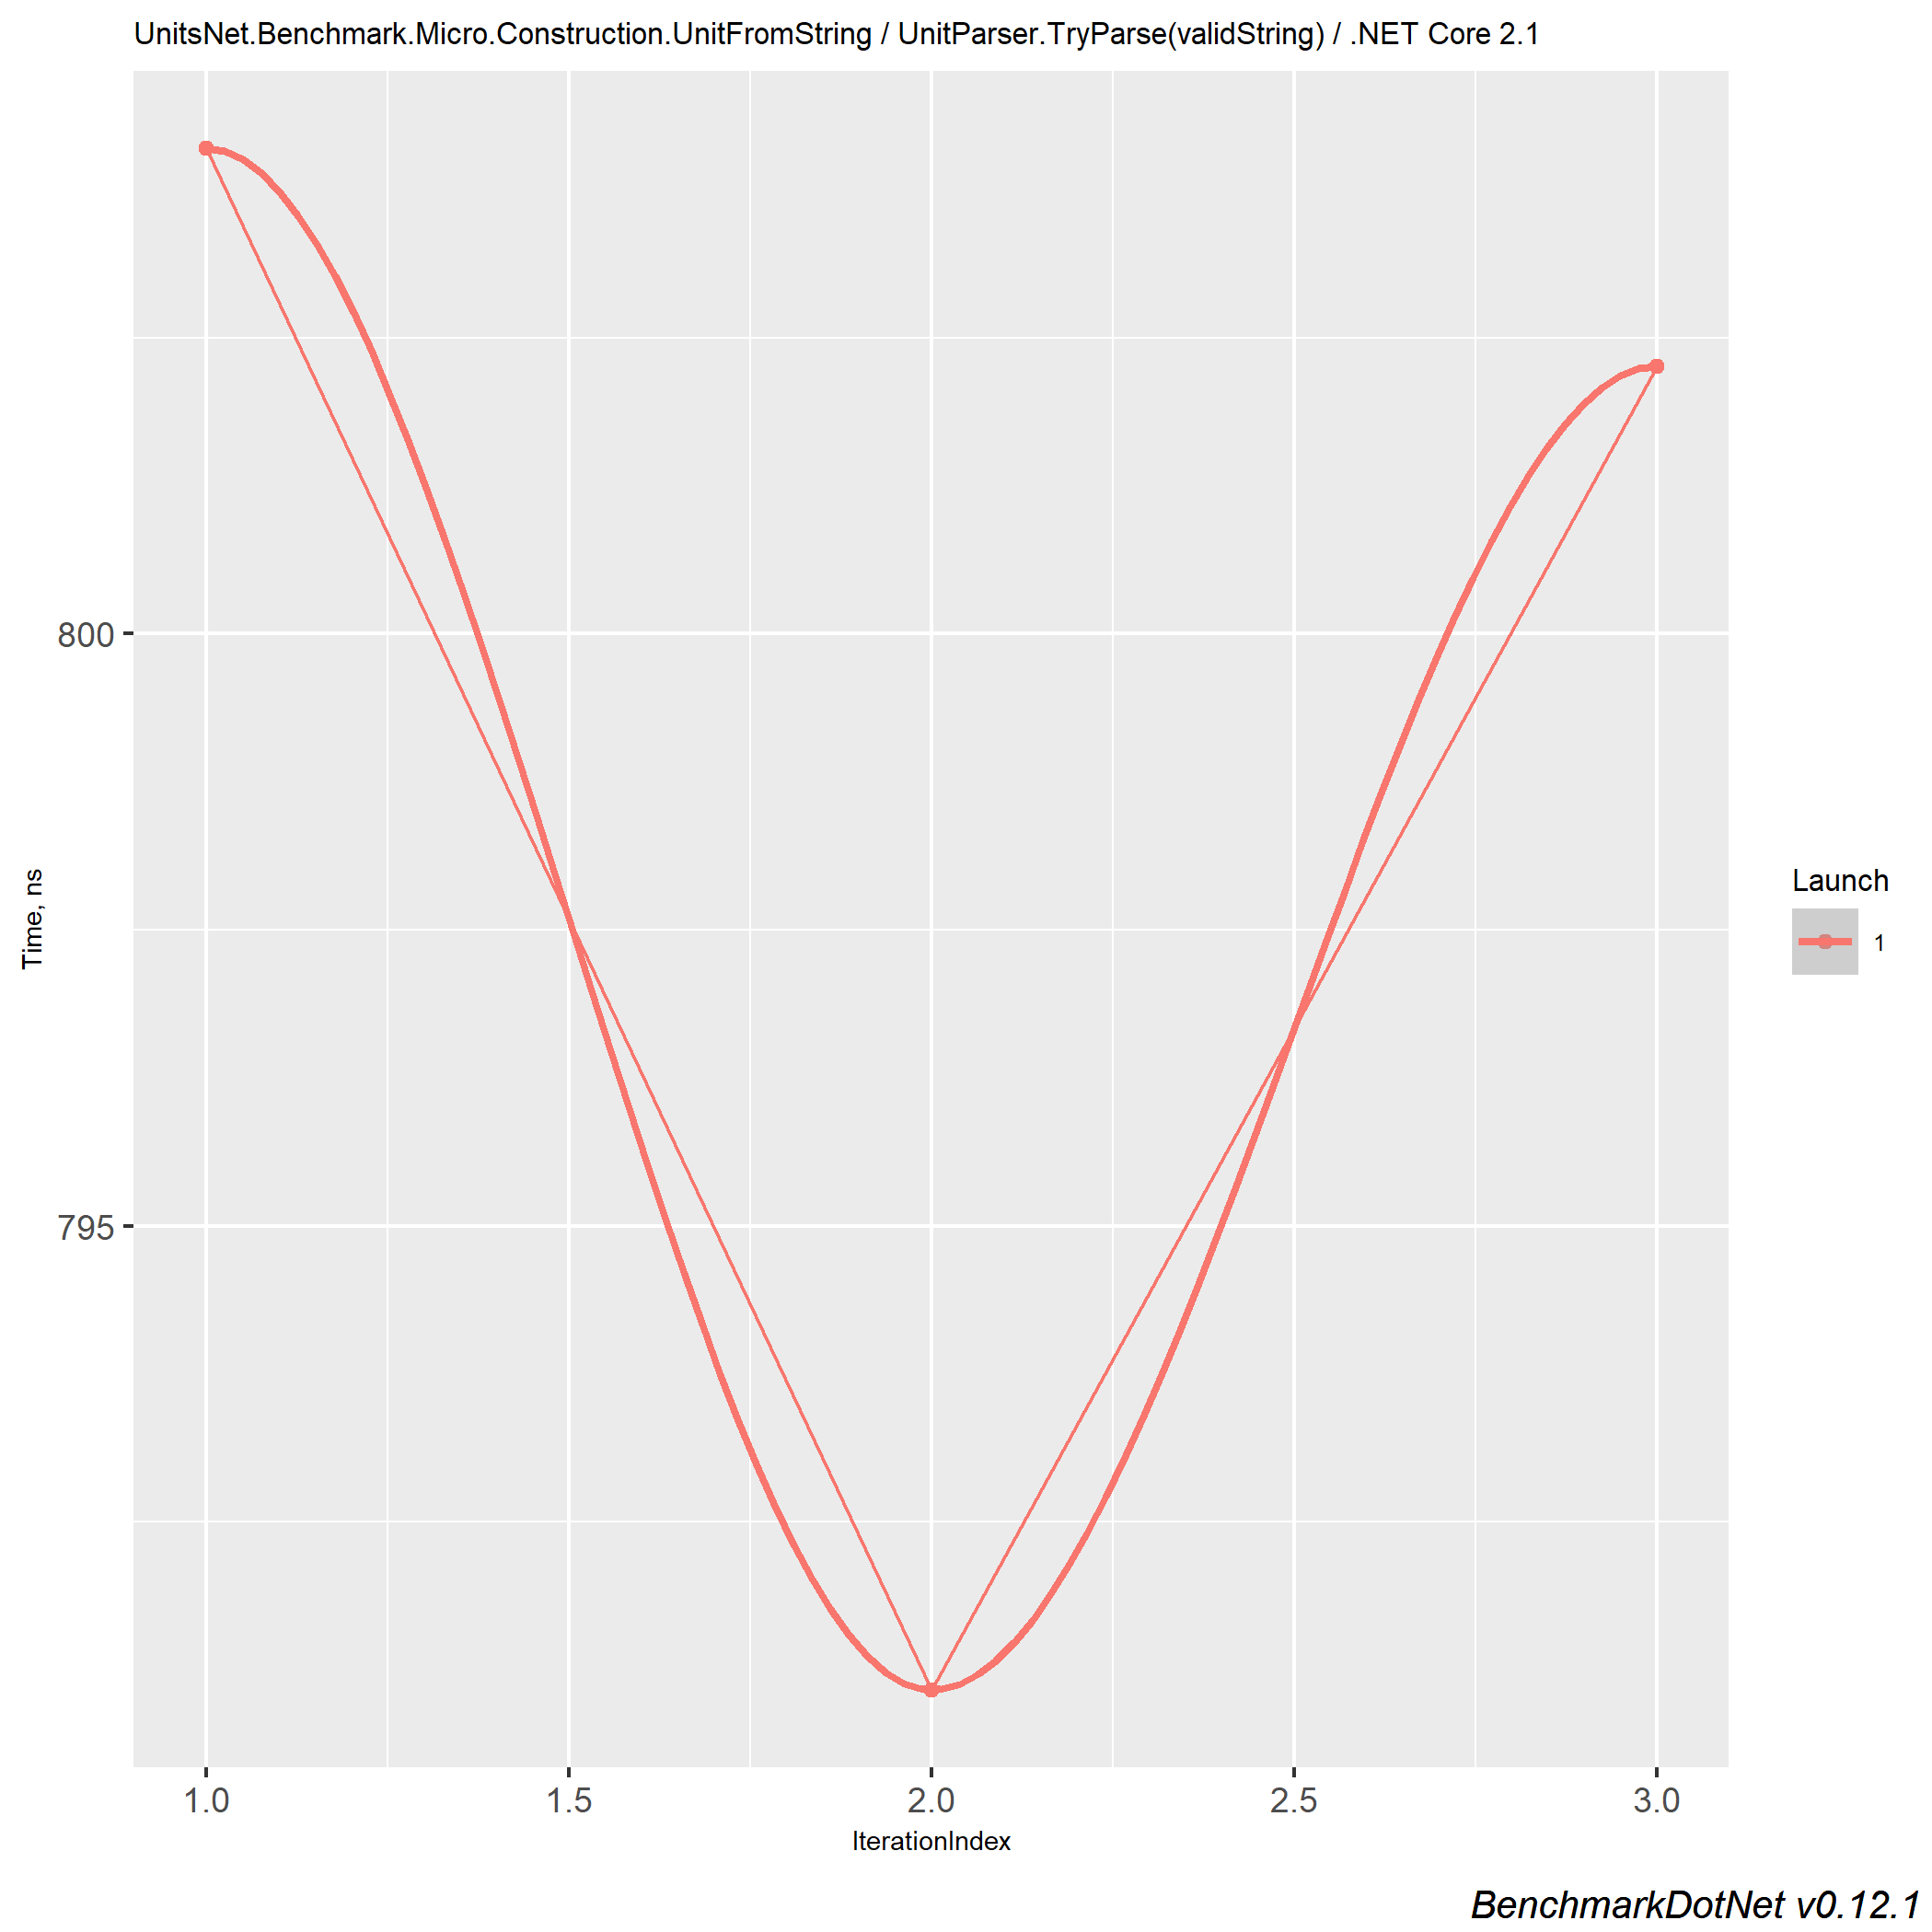 UnitsNet.Benchmark.Micro.Construction.UnitFromString / UnitParser.TryParse(validString) / .NET Core 2.1
Time, ns
800
795
1.0 1.5 2.0 2.5 3.0
IterationIndex
Launch
1
BenchmarkDotNet v0.12.1